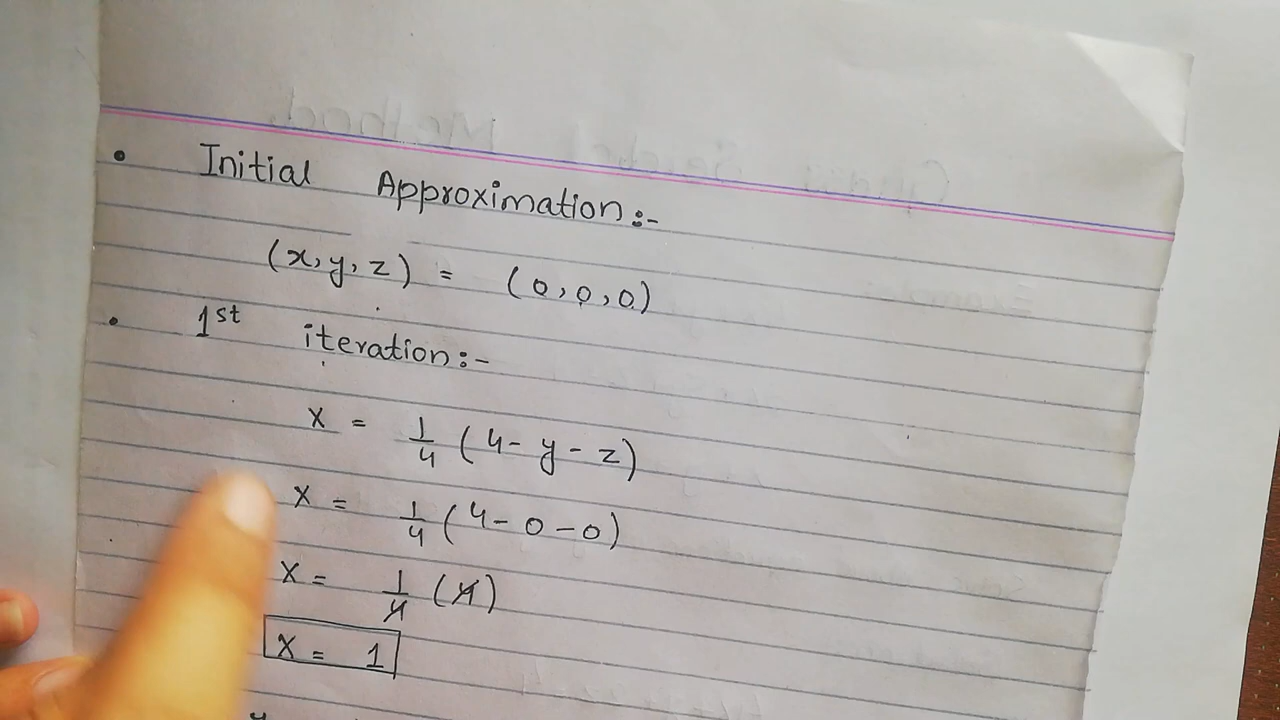 • Initial Approximation:-
(x, y, z) = (0, 0, 0)
• 1st iteration:-
x = 1/4 (4 - y - z)
x = 1/4 (4 - 0 - 0)
x = 1/4 (4)
x = 1